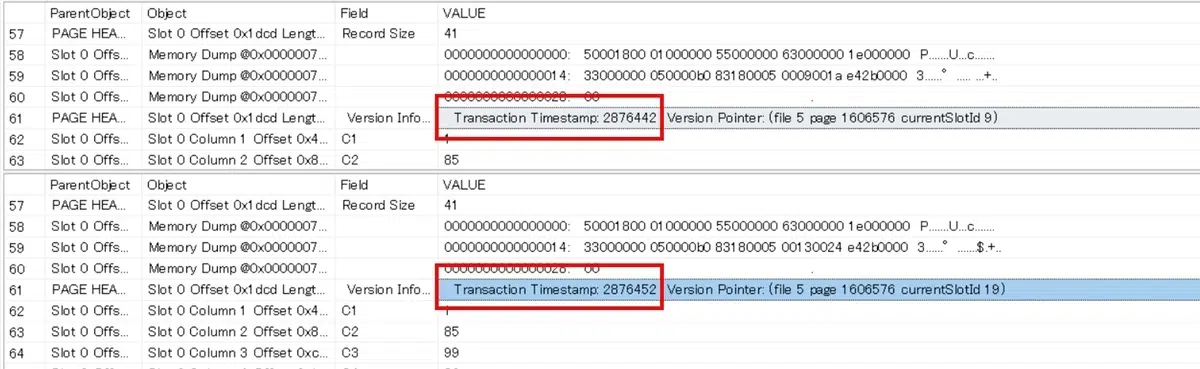 ParentObject Object Field VALUE
57 PAGE HEA... Slot 0 Offset 0x1dcd Lengt... Record Size 41
58 Slot 0 Offs... Memory Dump @0x0000007... 0000000000000000: 50001800 01000000 55000000 63000000 1e000000 P.......U...c.......
59 Slot 0 Offs... Memory Dump @0x0000007... 0000000000000014: 33000000 050000b0 83180005 0009001a e42b0000 3......° ..... ...+..
60 Slot 0 Offs... Memory Dump @0x0000007... 0000000000000028: 00 .
61 PAGE HEA... Slot 0 Offset 0x1dcd Lengt... Version Info... Transaction Timestamp: 2876442 Version Pointer: (file 5 page 1606576 currentSlotId 9)
62 Slot 0 Offs... Slot 0 Column 1 Offset 0x4... C1 1
63 Slot 0 Offs... Slot 0 Column 2 Offset 0x8... C2 85
ParentObject Object Field VALUE
57 PAGE HEA... Slot 0 Offset 0x1dcd Lengt... Record Size 41
58 Slot 0 Offs... Memory Dump @0x0000007... 0000000000000000: 50001800 01000000 55000000 63000000 1e000000 P.......U...c.......
59 Slot 0 Offs... Memory Dump @0x0000007... 0000000000000014: 33000000 050000b0 83180005 00130024 e42b0000 3......° .......$.+..
60 Slot 0 Offs... Memory Dump @0x0000007... 0000000000000028: 00 .
61 PAGE HEA... Slot 0 Offset 0x1dcd Lengt... Version Info... Transaction Timestamp: 2876452 Version Pointer: (file 5 page 1606576 currentSlotId 19)
62 Slot 0 Offs... Slot 0 Column 1 Offset 0x4... C1 1
63 Slot 0 Offs... Slot 0 Column 2 Offset 0x8... C2 85
64 Slot 0 Offs... Slot 0 Column 3 Offset 0xc... C3 99